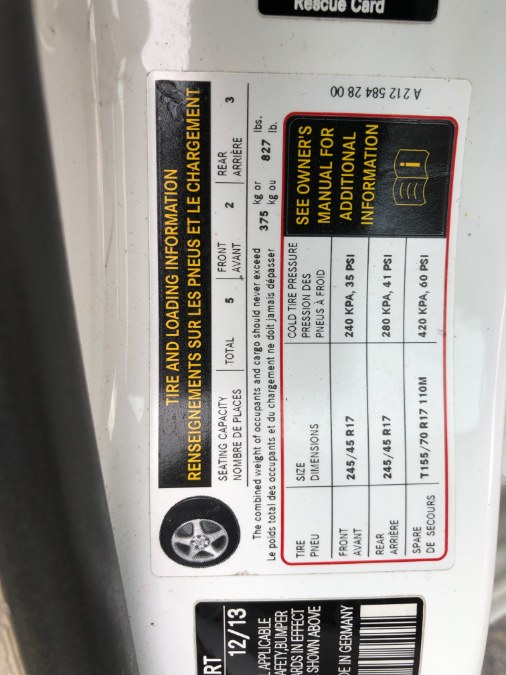 Rescue Card
A 212 584 28 00
TIRE AND LOADING INFORMATION
RENSEIGNEMENTS SUR LES PNEUS ET LE CHARGEMENT
SEATING CAPACITY
NOMBRE DE PLACES
TOTAL 5
FRONT
AVANT
2
REAR
ARRIÈRE
3
The combined weight of occupants and cargo should never exceed
Le poids total des occupants et du chargement ne doit jamais dépasser
375 kg or
kg ou
827 lbs.
lb.
TIRE
PNEU
SIZE
DIMENSIONS
COLD TIRE PRESSURE
PRESSION DES
PNEUS À FROID
SEE OWNER'S
MANUAL FOR
ADDITIONAL
INFORMATION
FRONT
AVANT
245/45 R17
240 KPA, 35 PSI
REAR
ARRIÈRE
245/45 R17
280 KPA, 41 PSI
SPARE
DE SECOURS
T155/70 R17 110M
420 KPA, 60 PSI
RT
12/13
APPLICABLE
AFETY,BUMPER
ARDS IN EFFECT
SHOWN ABOVE
DE IN GERMANY